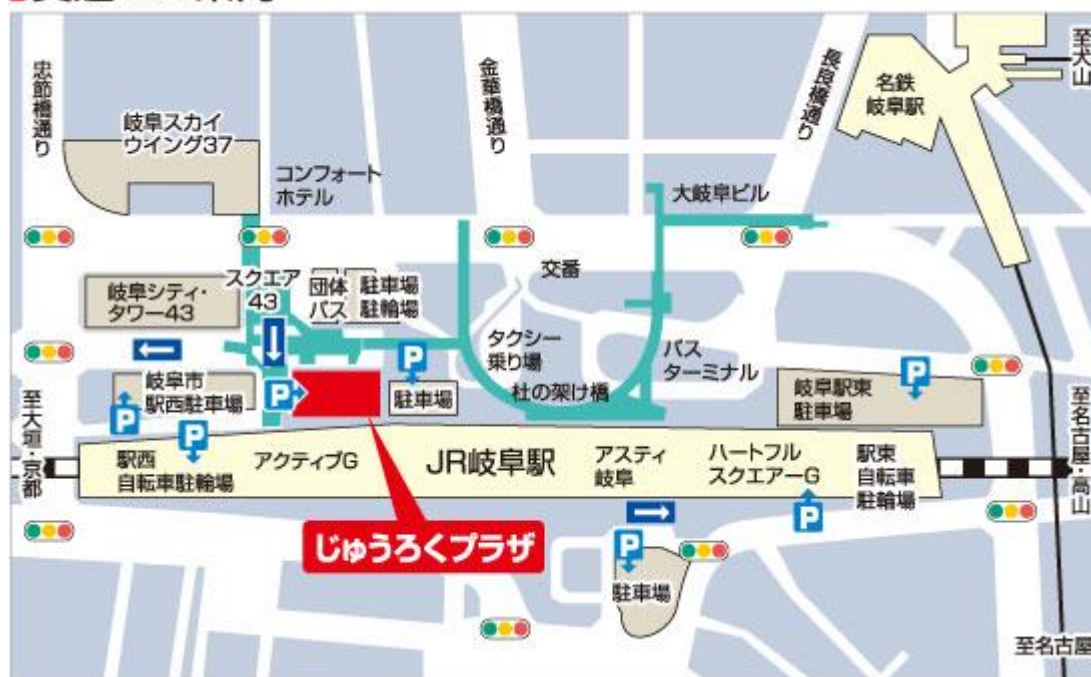 忠節橋通り
金華橋通り
長良橋通り
名鉄
岐阜駅
至犬山
岐阜スカイ
ウイング37
コンフォート
ホテル
大岐阜ビル
交番
スクエア
43
団体
バス
駐車場
駐輪場
岐阜シティ・
タワー43
タクシー
乗り場
バス
ターミナル
杜の架け橋
P
岐阜市
駅西駐車場
P
P
駐車場
P
岐阜駅東
駐車場
至大垣・京都
至名古屋・高山
P
駅西
自転車駐輪場
アクティブG
JR岐阜駅
アスティ
岐阜
ハートフル
スクエアーG
駅東
自転車
駐輪場
P
じゅうろくプラザ
P
駐車場
至名古屋